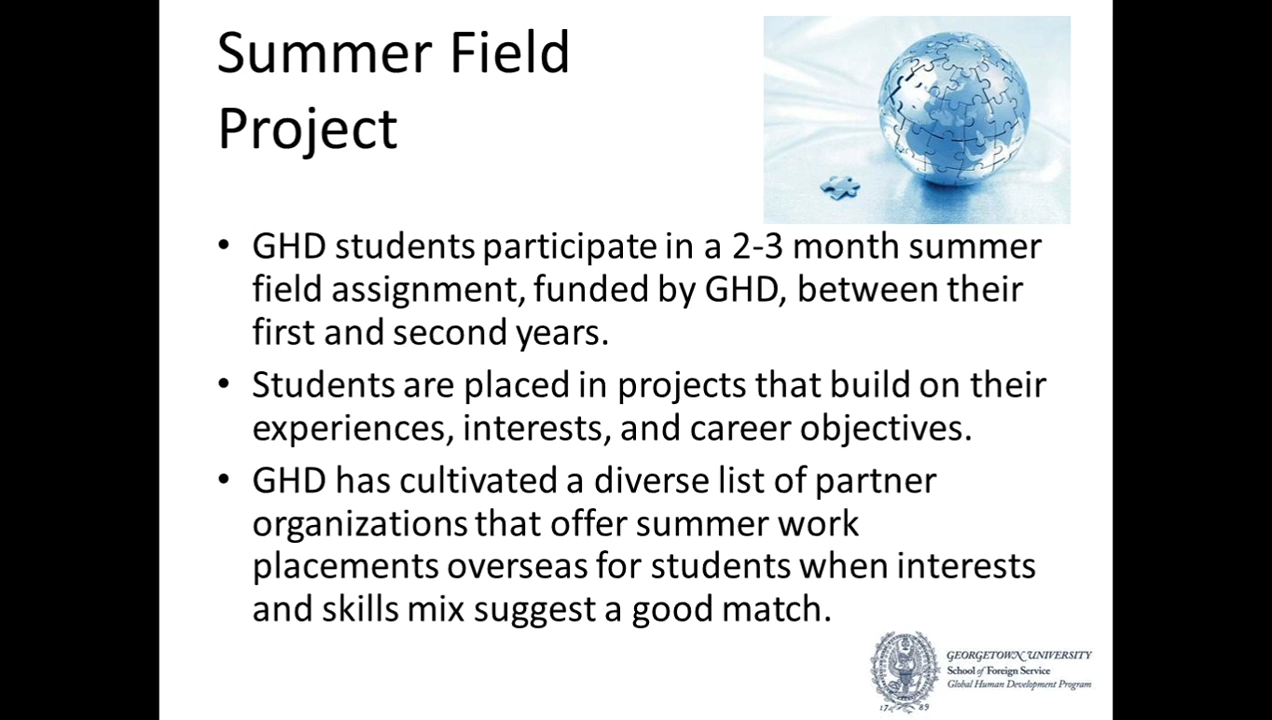 Summer Field
Project
• GHD students participate in a 2-3 month summer
field assignment, funded by GHD, between their
first and second years.
• Students are placed in projects that build on their
experiences, interests, and career objectives.
• GHD has cultivated a diverse list of partner
organizations that offer summer work
placements overseas for students when interests
and skills mix suggest a good match.
GEORGETOWN UNIVERSITY
School of Foreign Service
Global Human Development Program
17 89